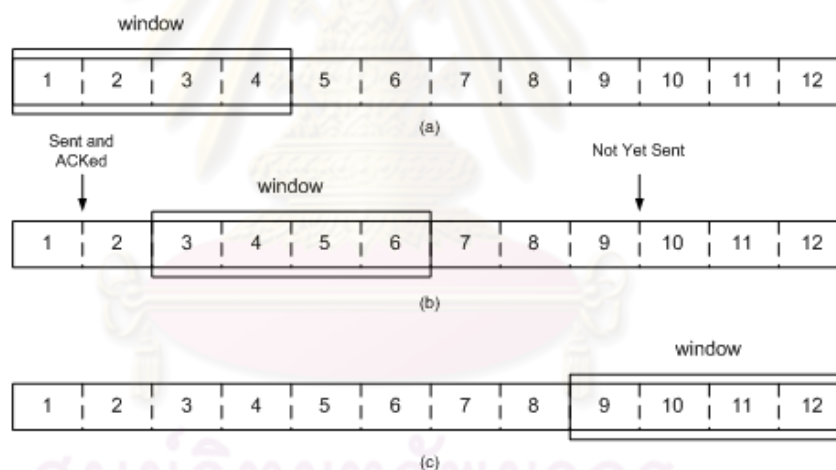 window
1 2 3 4 5 6 7 8 9 10 11 12
(a)
Sent and
ACKed
Not Yet Sent
window
1 2 3 4 5 6 7 8 9 10 11 12
(b)
window
1 2 3 4 5 6 7 8 9 10 11 12
(c)